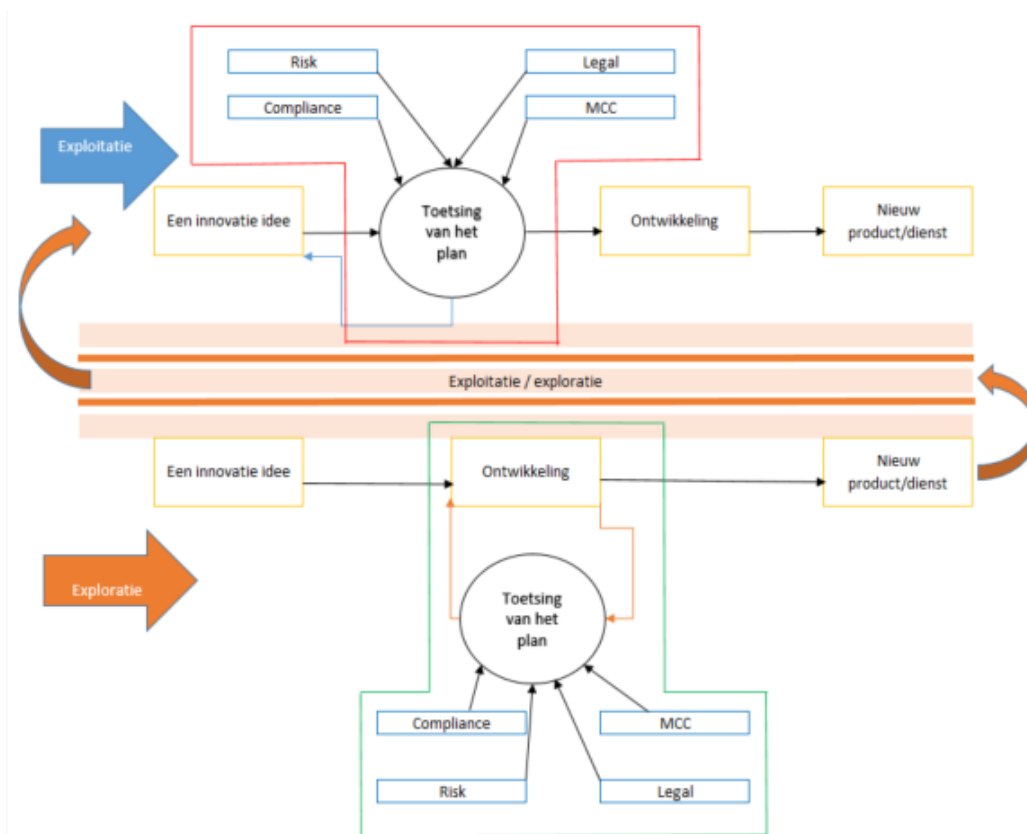 Risk
Legal
Compliance
MCC
Exploitatie
Een innovatie idee
Toetsing
van het
plan
Ontwikkeling
Nieuw
product/dienst
Exploitatie / exploratie
Een innovatie idee
Ontwikkeling
Nieuw
product/dienst
Exploratie
Toetsing
van het
plan
Compliance
MCC
Risk
Legal